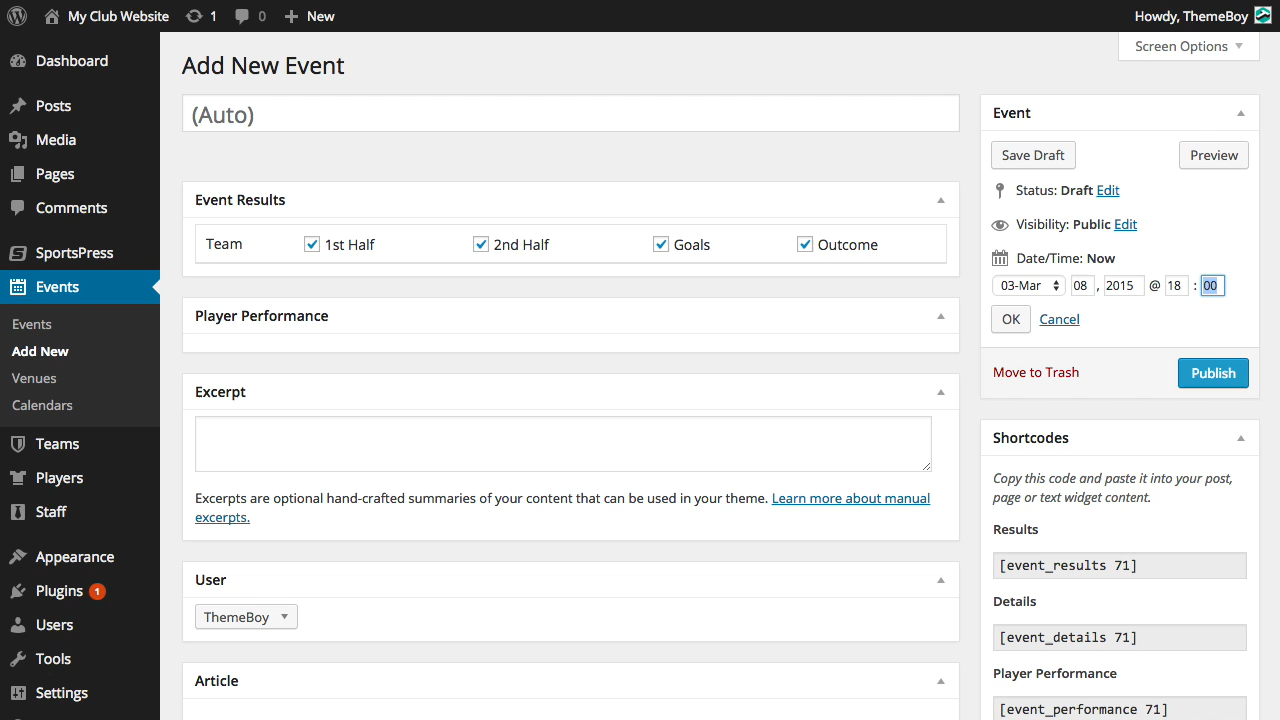 My Club Website 1 0 New Howdy, ThemeBoy
Screen Options
Dashboard
Posts
Media
Pages
Comments
SportsPress
Events
Events
Add New
Venues
Calendars
Teams
Players
Staff
Appearance
Plugins 1
Users
Tools
Settings
Add New Event
(Auto)
Event Results
Team 1st Half 2nd Half Goals Outcome
Player Performance
Excerpt
Excerpts are optional hand-crafted summaries of your content that can be used in your theme. Learn more about manual
excerpts.
User
ThemeBoy
Article
Event
Save Draft Preview
Status: Draft Edit
Visibility: Public Edit
Date/Time: Now
03-Mar 08 , 2015 @ 18 : 00
OK Cancel
Move to Trash Publish
Shortcodes
Copy this code and paste it into your post,
page or text widget content.
Results
[event_results 71]
Details
[event_details 71]
Player Performance
[event_performance 71]